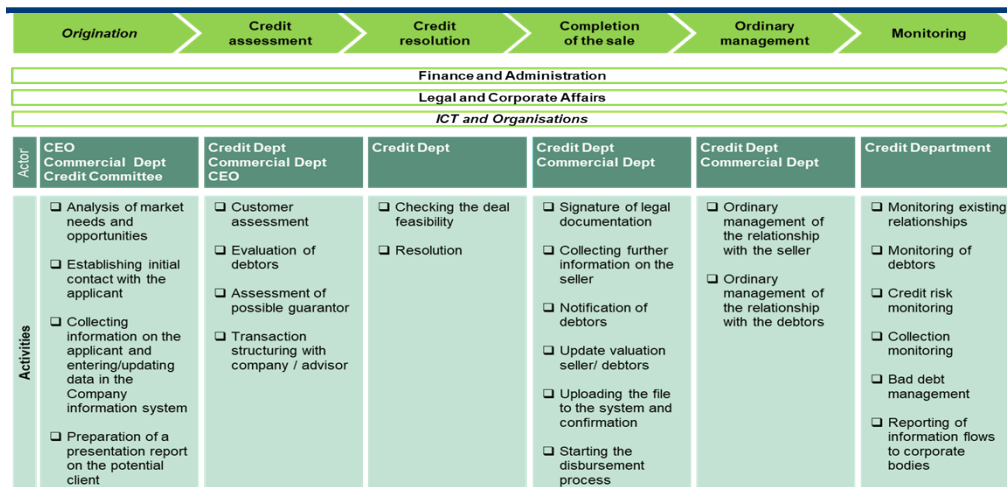 Origination
Credit
assessment
Credit
resolution
Completion
of the sale
Ordinary
management
Monitoring
Finance and Administration
Legal and Corporate Affairs
ICT and Organisations
Actor
CEO
Commercial Dept
Credit Committee
Credit Dept
Commercial Dept
CEO
Credit Dept
Credit Dept
Commercial Dept
Credit Dept
Commercial Dept
Credit Department
Activities
❑ Analysis of market
needs and
opportunities
❑ Establishing initial
contact with the
applicant
❑ Collecting
information on the
applicant and
entering/updating
data in the
Company
information system
❑ Preparation of a
presentation report
on the potential
client
❑ Customer
assessment
❑ Evaluation of
debtors
❑ Assessment of
possible guarantor
❑ Transaction
structuring with
company / advisor
❑ Checking the deal
feasibility
❑ Resolution
❑ Signature of legal
documentation
❑ Collecting further
information on the
seller
❑ Notification of
debtors
❑ Update valuation
seller/ debtors
❑ Uploading the file
to the system and
confirmation
❑ Starting the
disbursement
process
❑ Ordinary
management of
the relationship
with the seller
❑ Ordinary
management of
the relationship
with the debtors
❑ Monitoring existing
relationships
❑ Monitoring of
debtors
❑ Credit risk
monitoring
❑ Collection
monitoring
❑ Bad debt
management
❑ Reporting of
information flows
to corporate
bodies